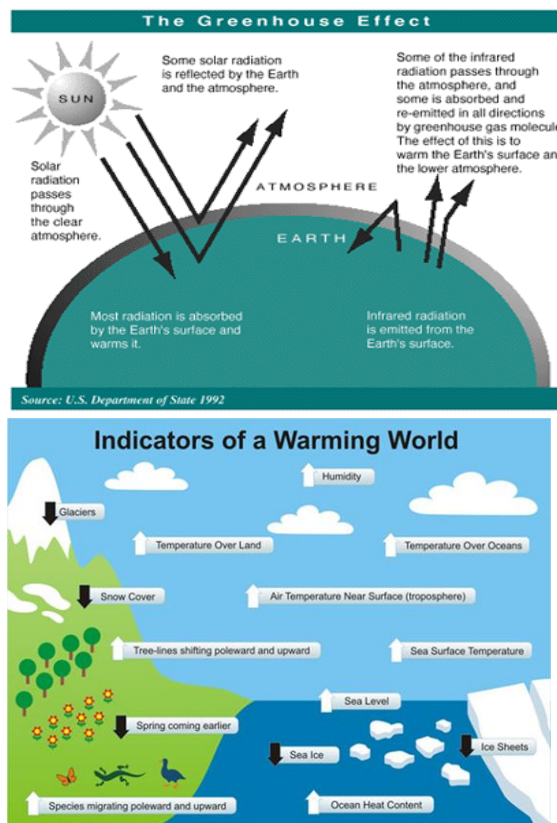 The Greenhouse Effect
SUN
Some solar radiation
is reflected by the Earth
and the atmosphere.
Some of the infrared
radiation passes through
the atmosphere, and
some is absorbed and
re-emitted in all directions
by greenhouse gas molecule
The effect of this is to
warm the Earth's surface an
the lower atmosphere.
Solar
radiation
passes
through
the clear
atmosphere.
ATMOSPHERE
EARTH
Most radiation is absorbed
by the Earth's surface and
warms it.
Infrared radiation
is emitted from the
Earth's surface.
Source: U.S. Department of State 1992
Indicators of a Warming World
Humidity
Glaciers
Temperature Over Land
Temperature Over Oceans
Snow Cover
Air Temperature Near Surface (troposphere)
Tree-lines shifting poleward and upward
Sea Surface Temperature
Sea Level
Spring coming earlier
Sea Ice
Ice Sheets
Species migrating poleward and upward
Ocean Heat Content